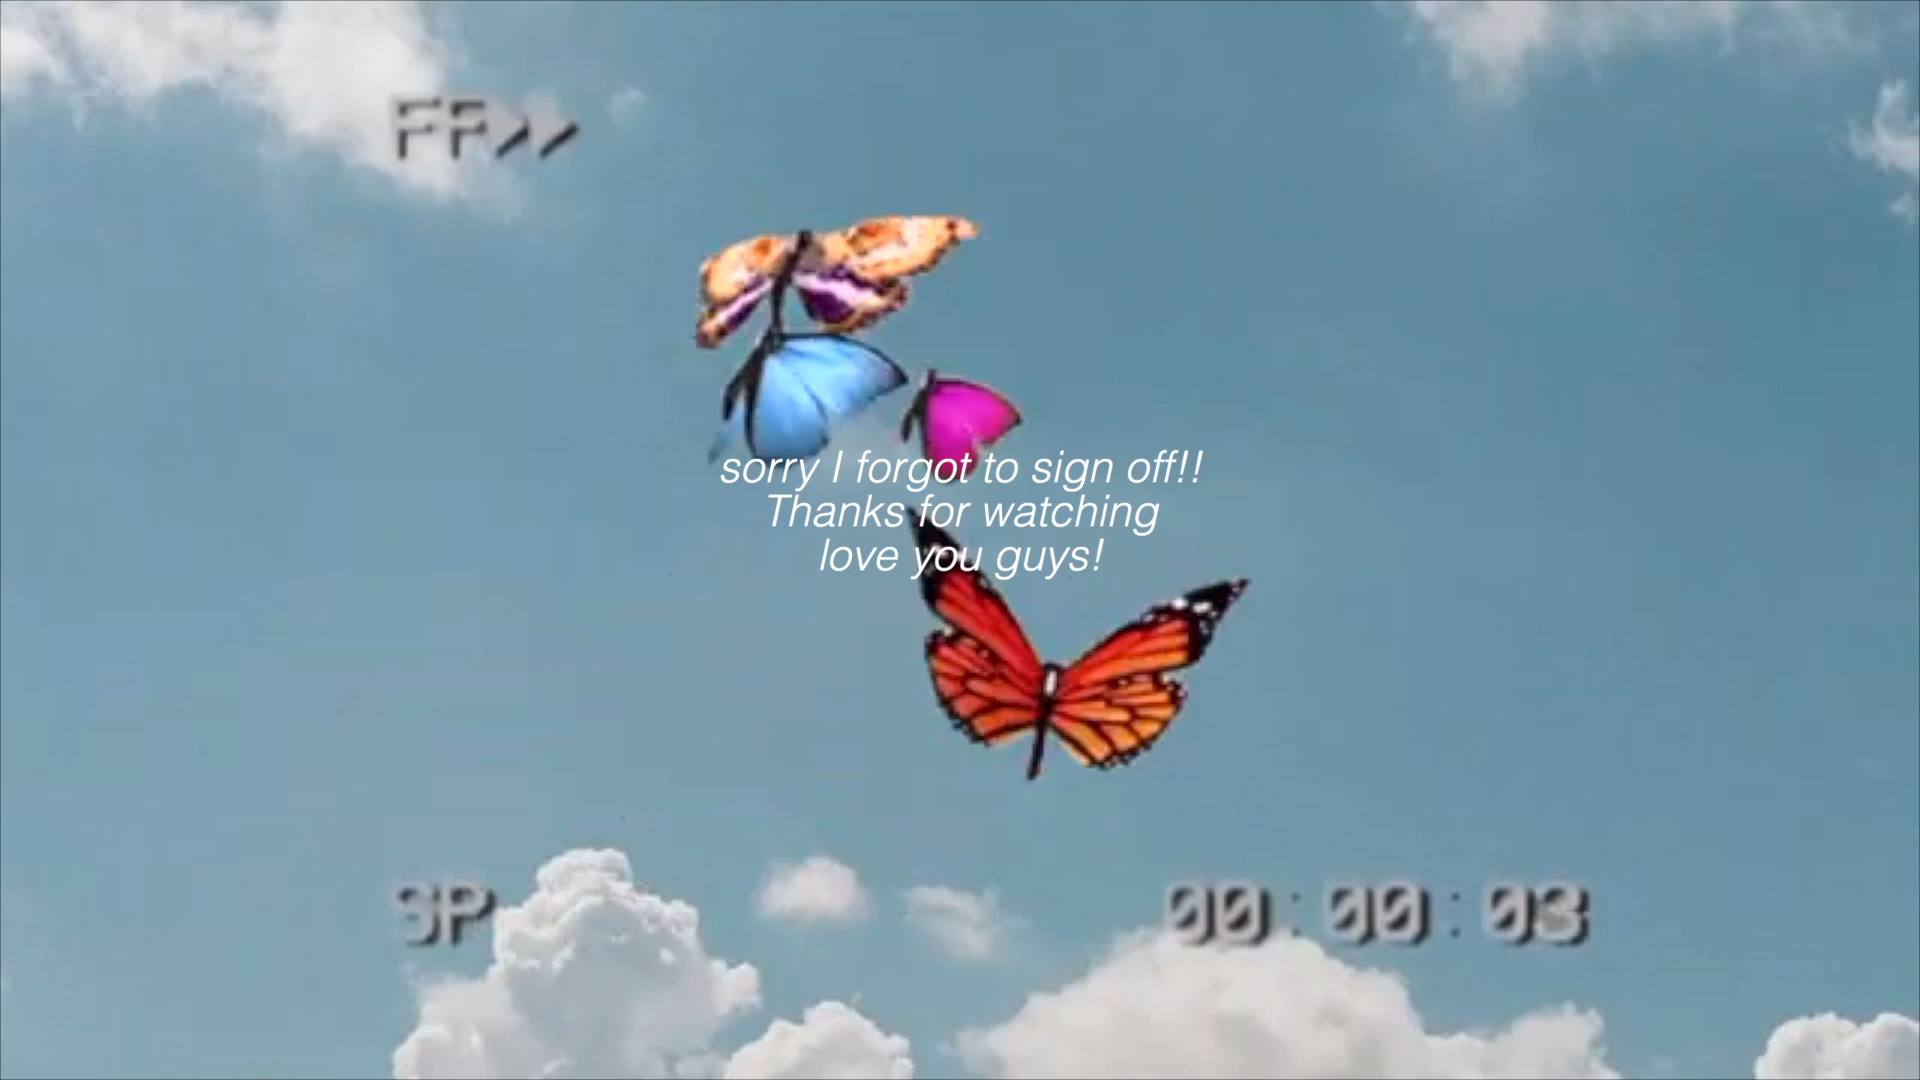 FF>>
sorry I forgot to sign off!!
Thanks for watching
love you guys!
SP
00:00:03